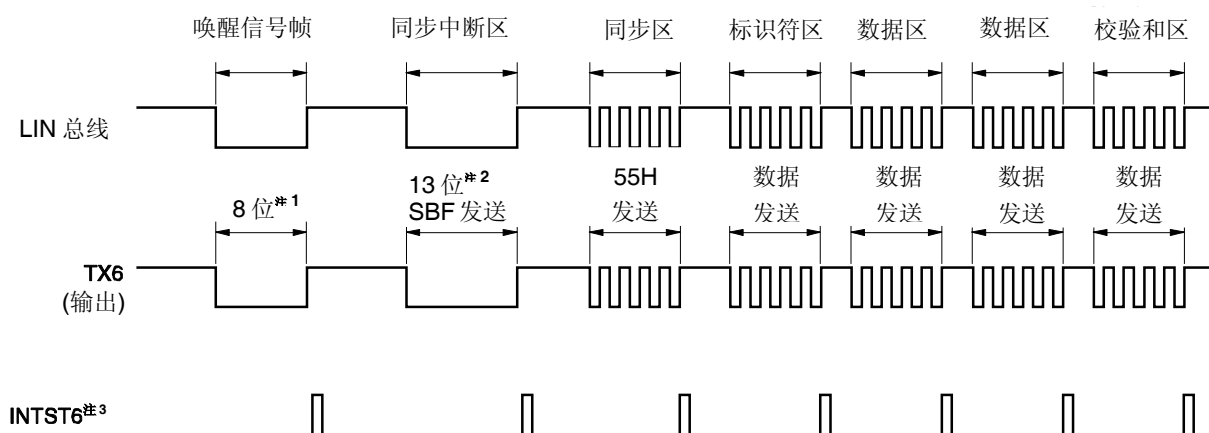 唤醒信号帧 同步中断区 同步区 标识符区 数据区 数据区 校验和区
LIN 总线
8 位注1 13 位注2 55H 数据 数据 数据 数据
SBF 发送 发送 发送 发送 发送 发送
TX6
(输出)
INTST6注3